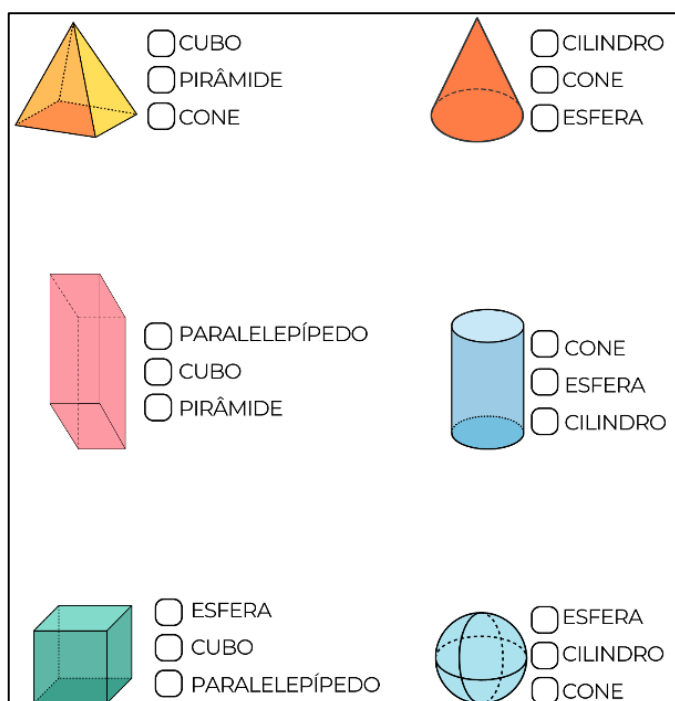 CUBO
PIRÂMIDE
CONE
CILINDRO
CONE
ESFERA
PARALELEPÍPEDO
CUBO
PIRÂMIDE
CONE
ESFERA
CILINDRO
ESFERA
CUBO
PARALELEPÍPEDO
ESFERA
CILINDRO
CONE